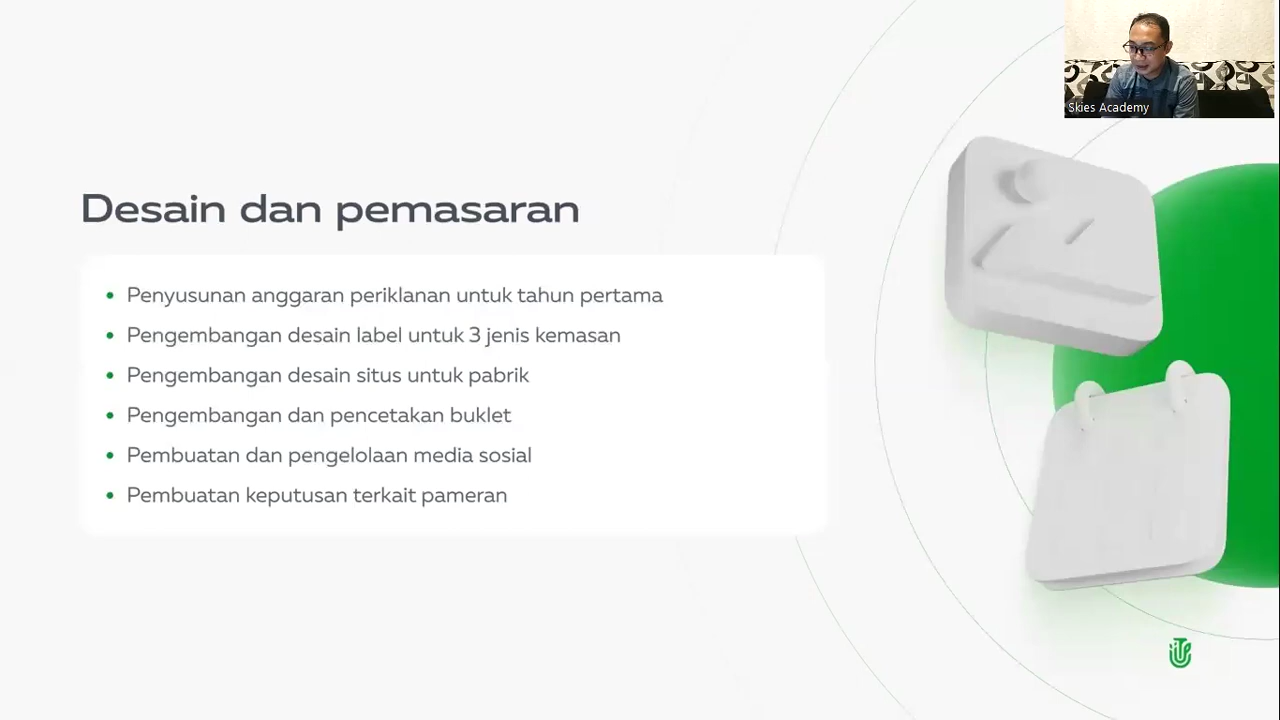 Skies Academy
Desain dan pemasaran
Penyusunan anggaran periklanan untuk tahun pertama
Pengembangan desain label untuk 3 jenis kemasan
Pengembangan desain situs untuk pabrik
Pengembangan dan pencetakan buklet
Pembuatan dan pengelolaan media sosial
Pembuatan keputusan terkait pameran